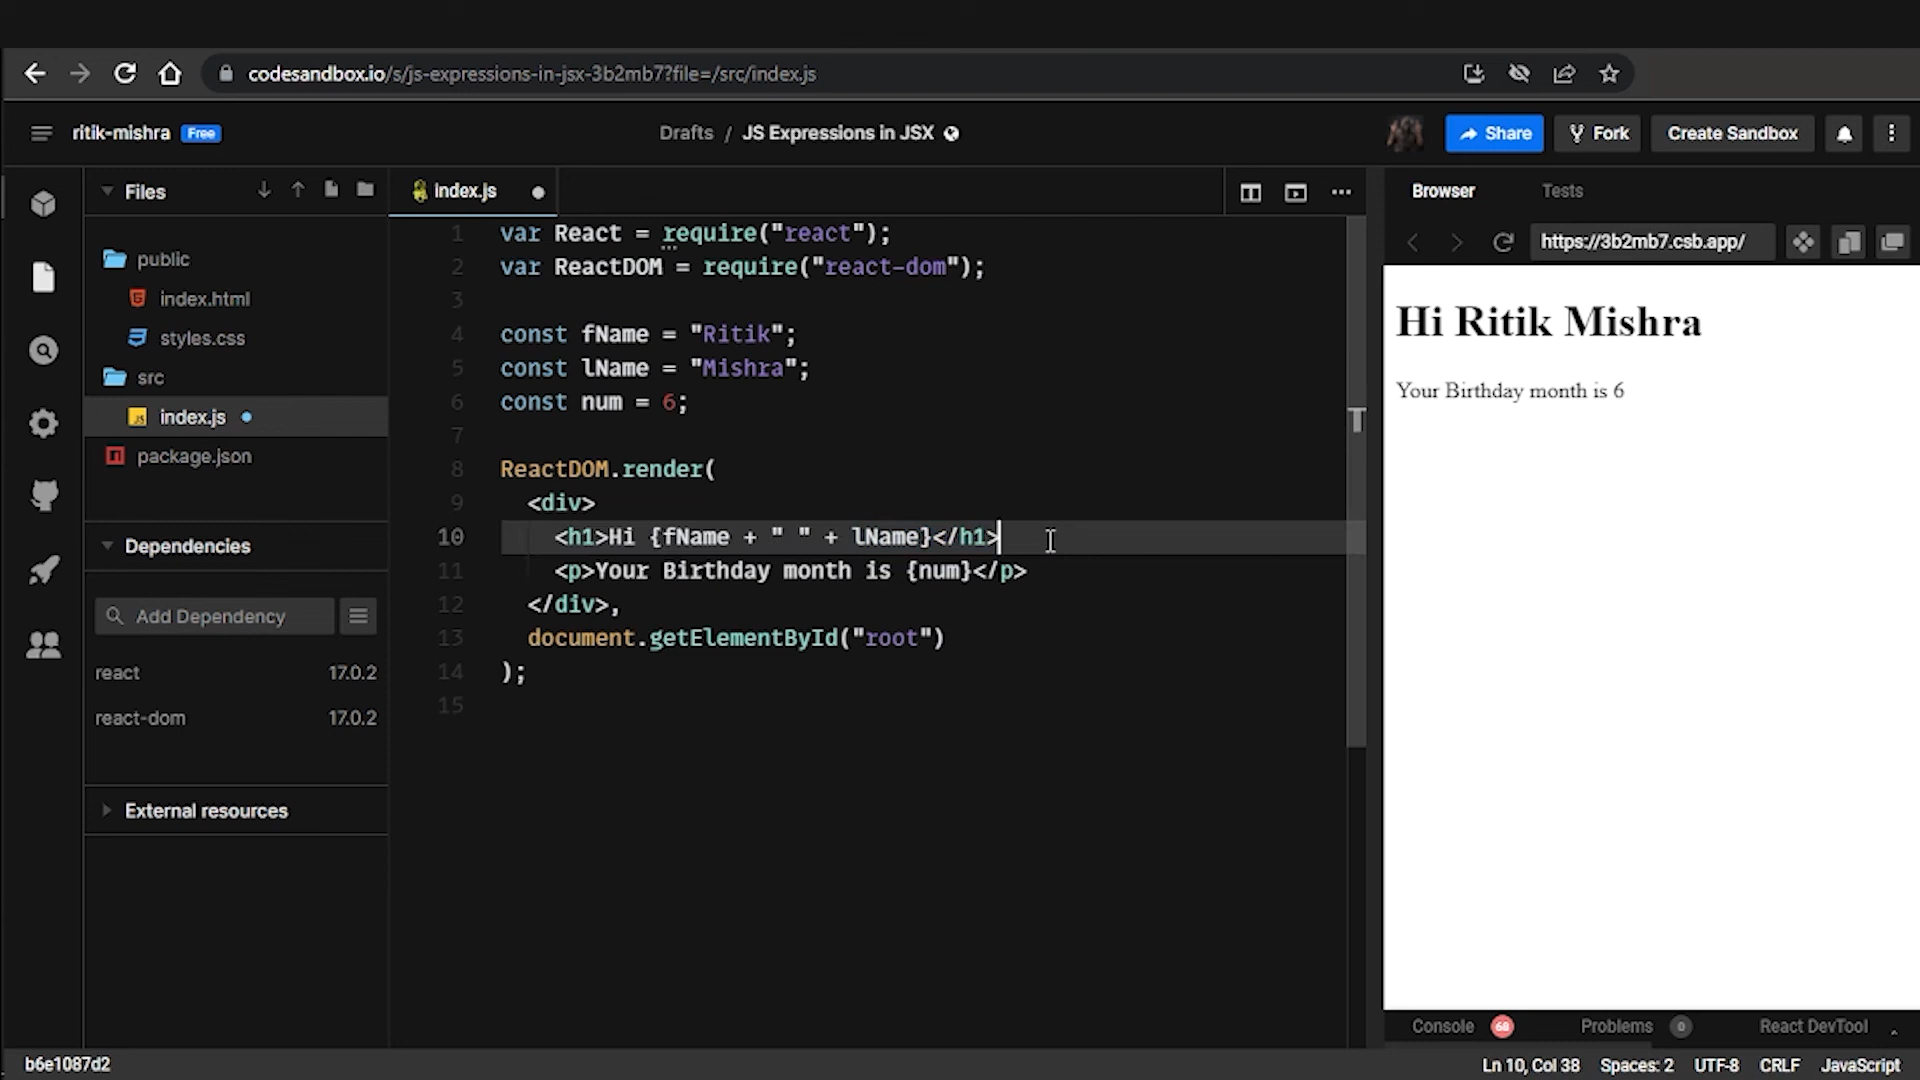 codesandbox.io/s/js-expressions-in-jsx-3b2mb7?file=/src/index.js
ritik-mishra Free
Drafts / JS Expressions in JSX
Share
Fork
Create Sandbox
Files
public
index.html
styles.css
src
index.js
package.json
Dependencies
Add Dependency
react 17.0.2
react-dom 17.0.2
External resources
index.js
1 var React = require("react");
2 var ReactDOM = require("react-dom");
3
4 const fName = "Ritik";
5 const lName = "Mishra";
6 const num = 6;
7
8 ReactDOM.render(
9 <div>
10 <h1>Hi {fName + " " + lName}</h1>
11 <p>Your Birthday month is {num}</p>
12 </div>,
13 document.getElementById("root")
14 );
15
Browser Tests
https://3b2mb7.csb.app/
Hi Ritik Mishra
Your Birthday month is 6
Console 68 Problems 0 React DevTool
b6e1087d2
Ln 10, Col 38 Spaces: 2 UTF-8 CRLF JavaScript